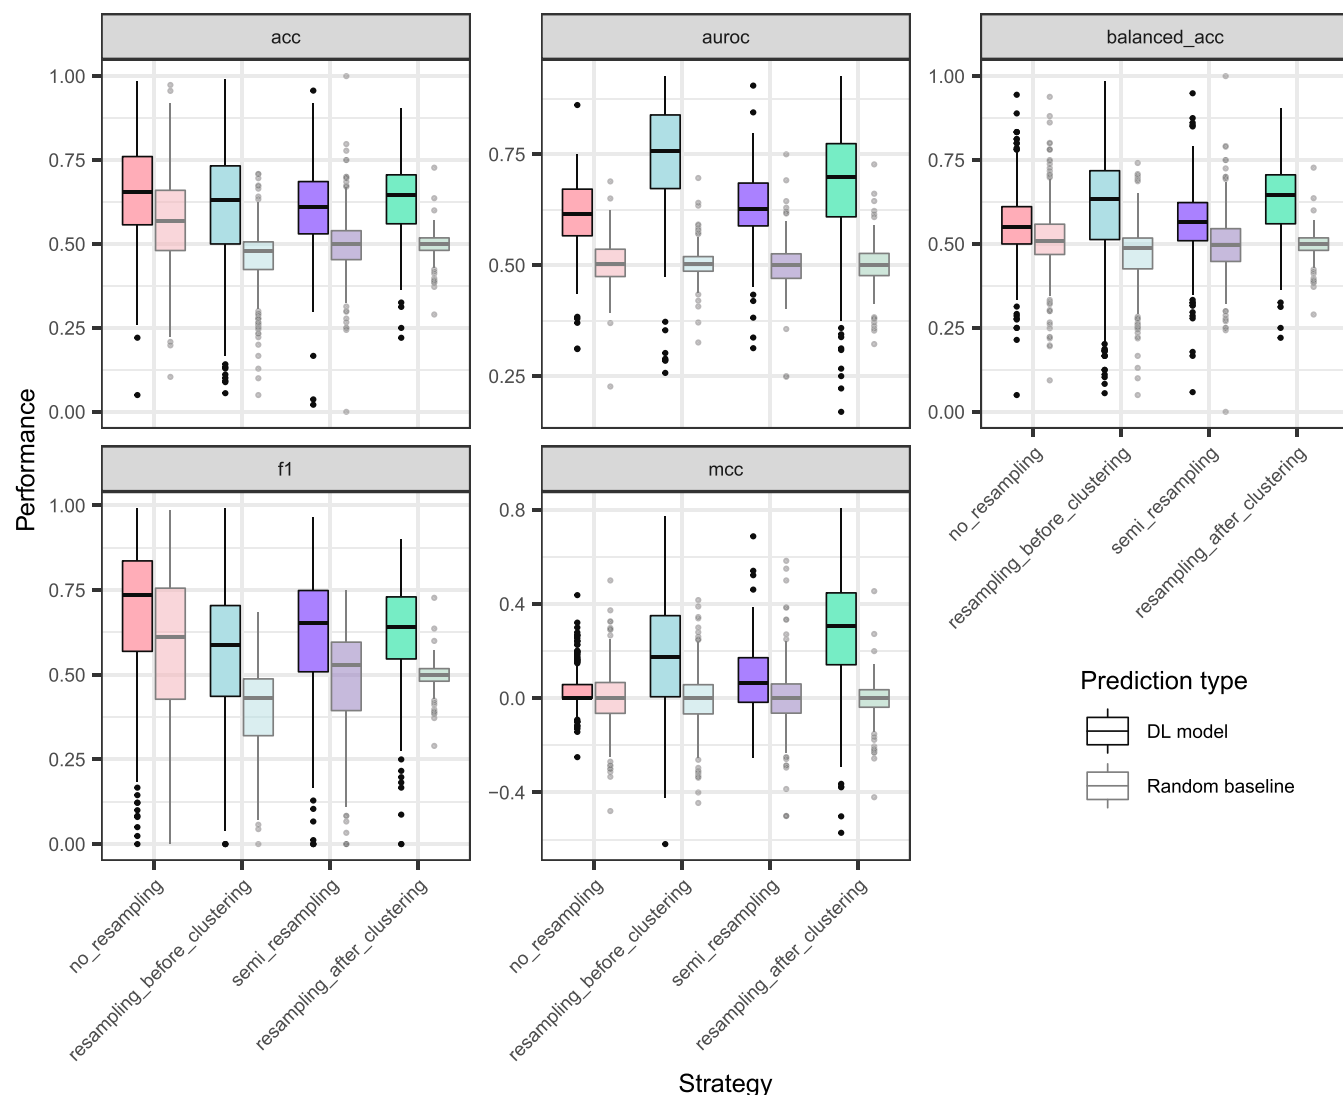 acc
auroc
balanced_acc
1.00
0.75
0.50
0.25
0.00
0.75
0.50
0.25
1.00
0.75
0.50
0.25
0.00
no_resampling
resampling_before_clustering
semi_resampling
resampling_after_clustering
Performance
f1
mcc
1.00
0.75
0.50
0.25
0.00
0.8
0.4
0.0
−0.4
no_resampling
resampling_before_clustering
semi_resampling
resampling_after_clustering
no_resampling
resampling_before_clustering
semi_resampling
resampling_after_clustering
Prediction type
DL model
Random baseline
Strategy